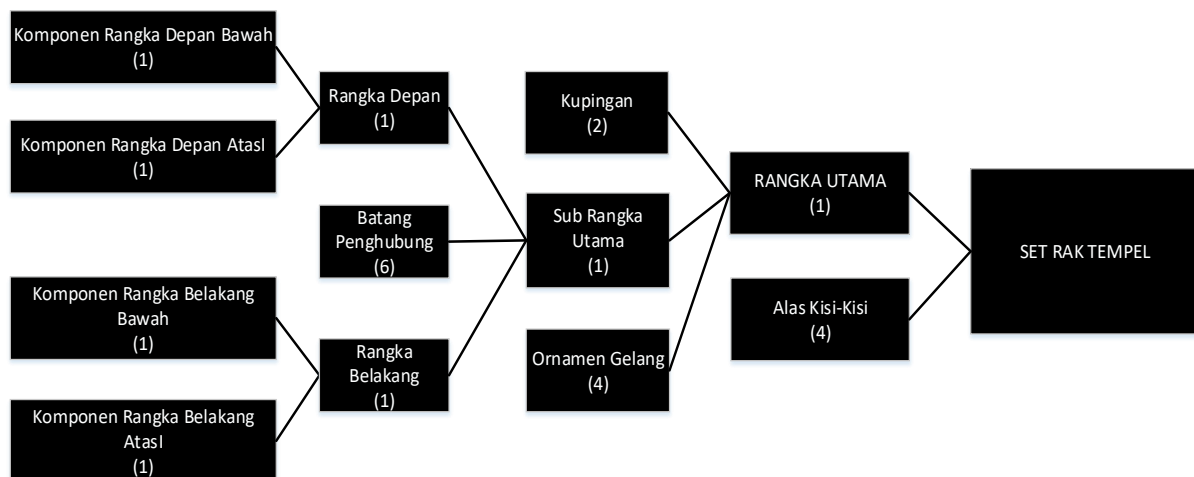 Komponen Rangka Depan Bawah
(1)
Komponen Rangka Depan AtasI
(1)
Komponen Rangka Belakang
Bawah
(1)
Komponen Rangka Belakang
AtasI
(1)
Rangka Depan
(1)
Batang
Penghubung
(6)
Rangka
Belakang
(1)
Kupingan
(2)
Sub Rangka
Utama
(1)
Ornamen Gelang
(4)
RANGKA UTAMA
(1)
Alas Kisi-Kisi
(4)
SET RAK TEMPEL